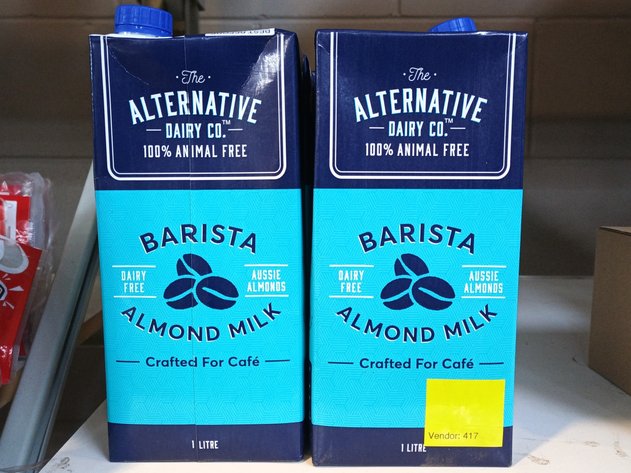 The
ALTERNATIVE
DAIRY CO.™
100% ANIMAL FREE
BARISTA
DAIRY
FREE
AUSSIE
ALMONDS
ALMOND MILK
Crafted For Café
1 LITRE
The
ALTERNATIVE
DAIRY CO.™
100% ANIMAL FREE
BARISTA
DAIRY
FREE
AUSSIE
ALMONDS
ALMOND MILK
Crafted For Café
1 LITRE
Vendor: 417